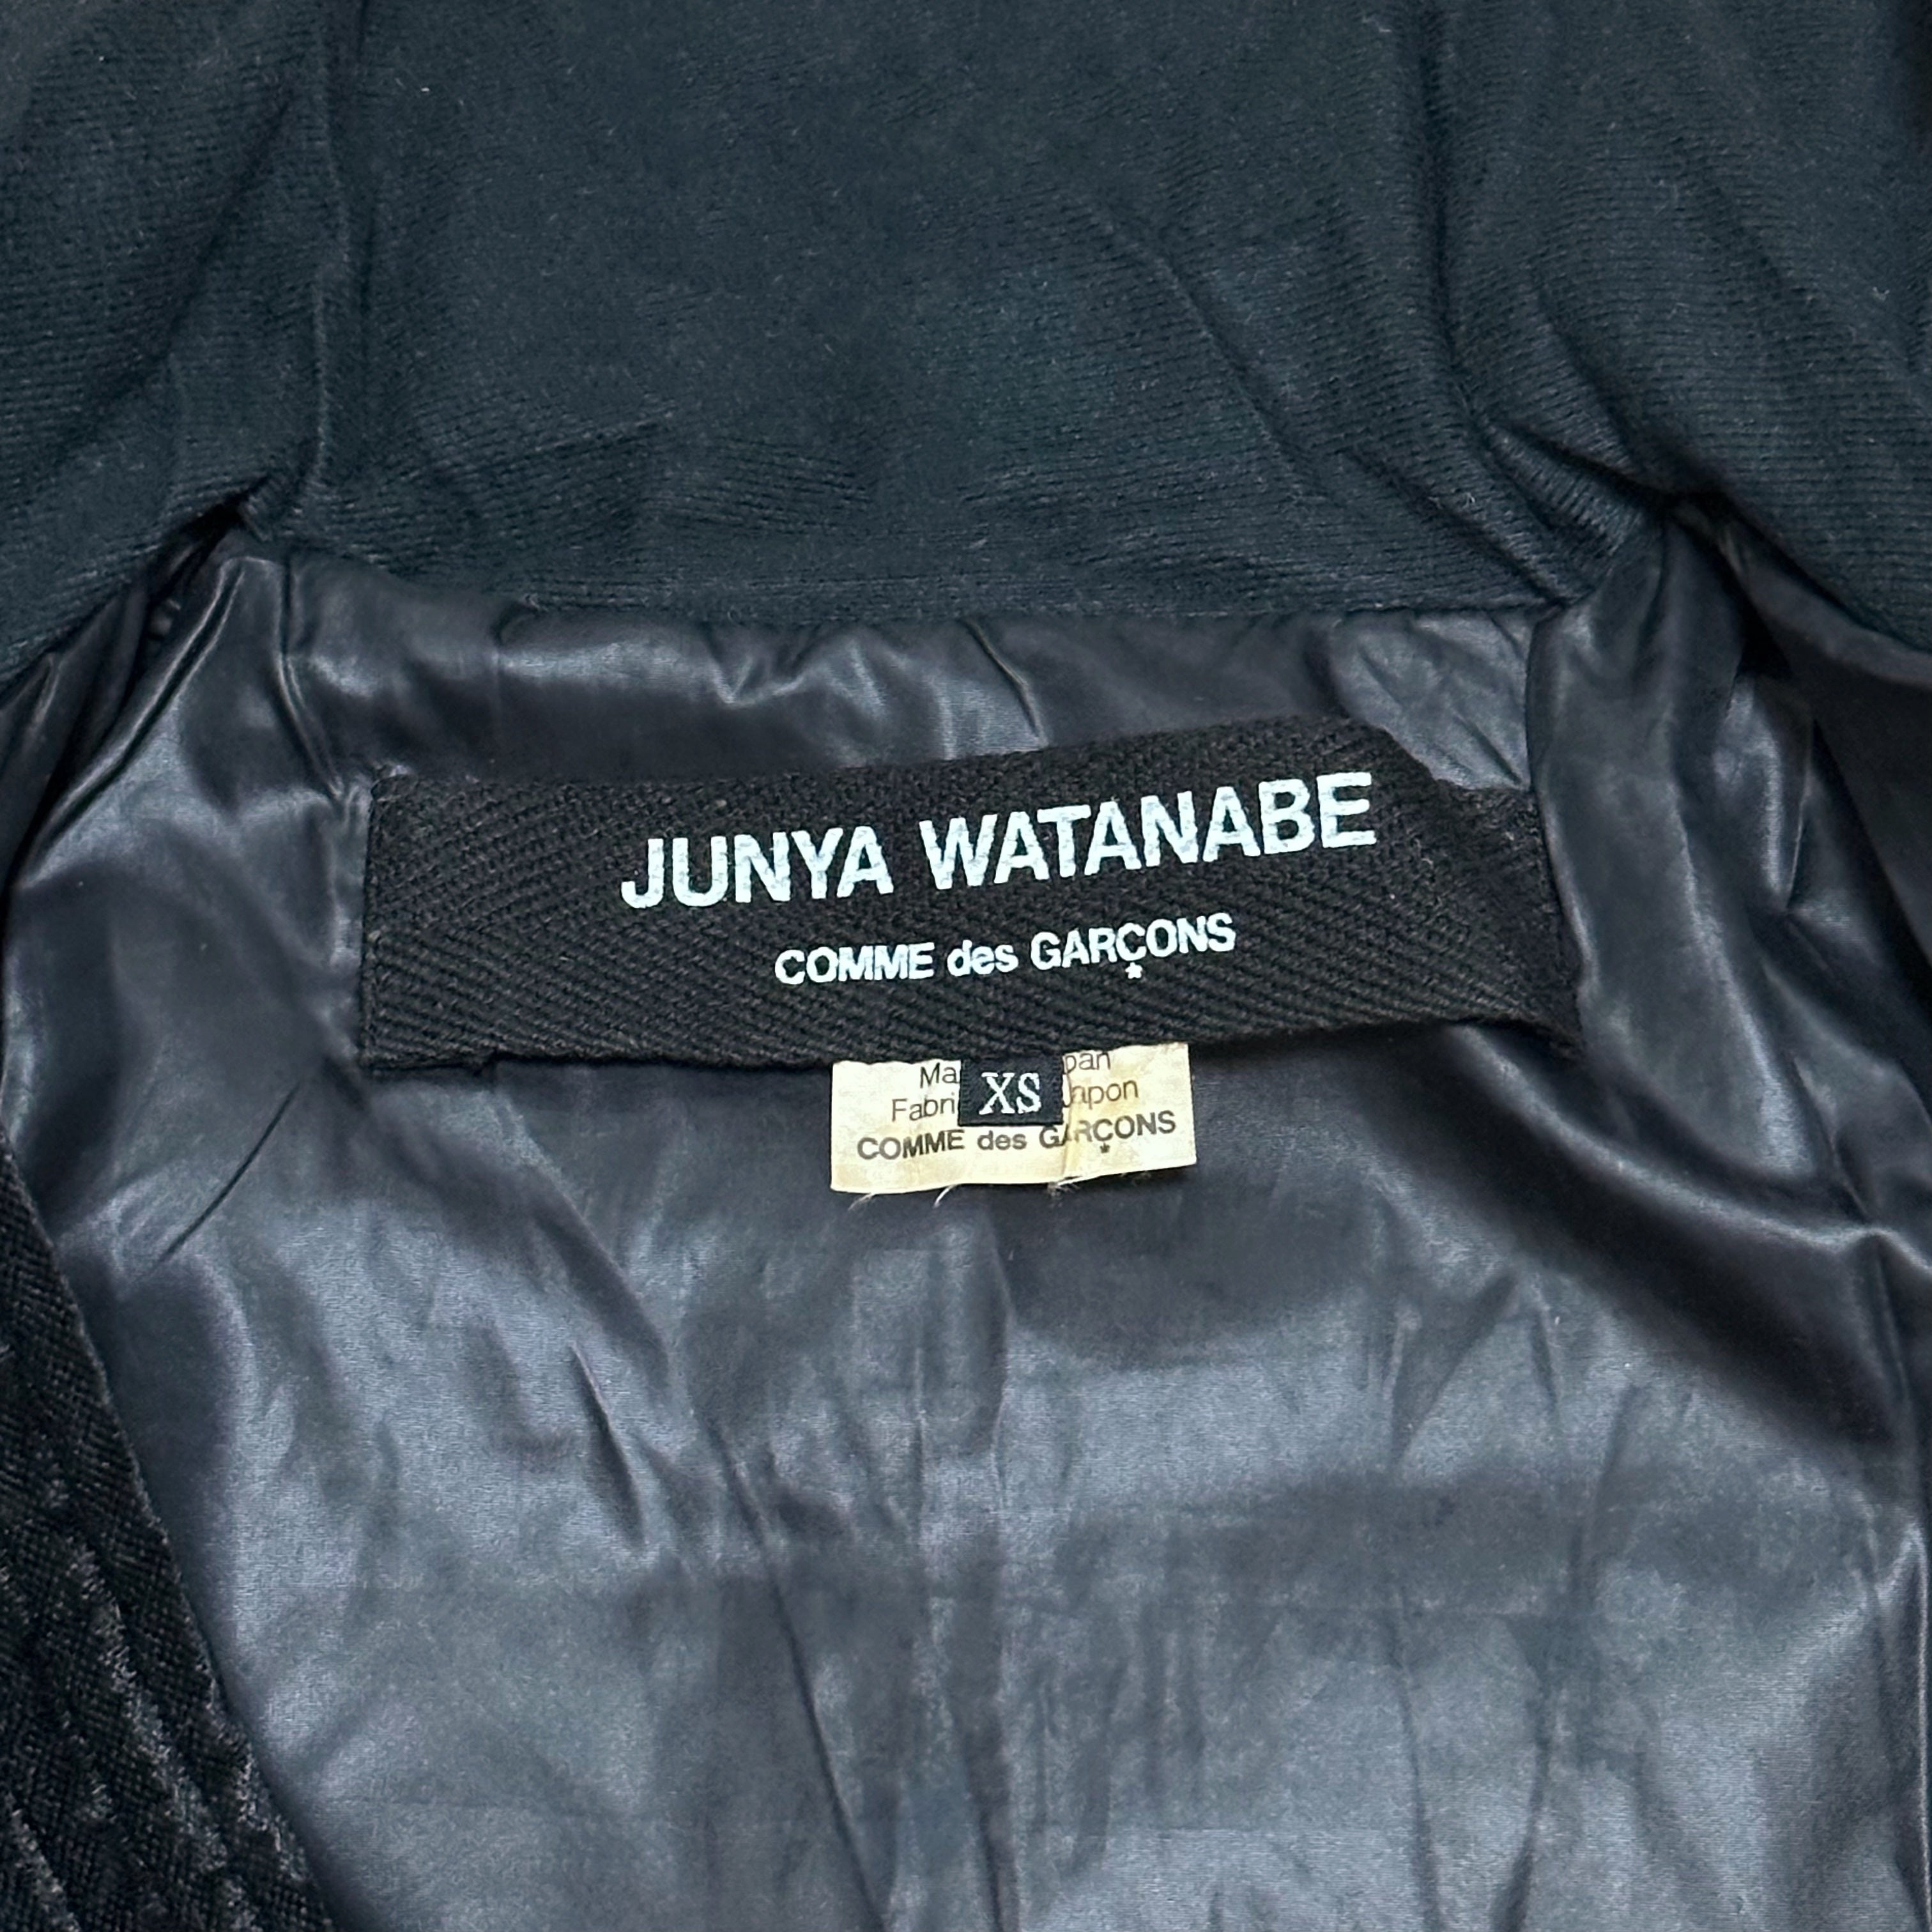 JUNYA WATANABE
COMME des GARÇONS
XS
COMME des GARÇONS